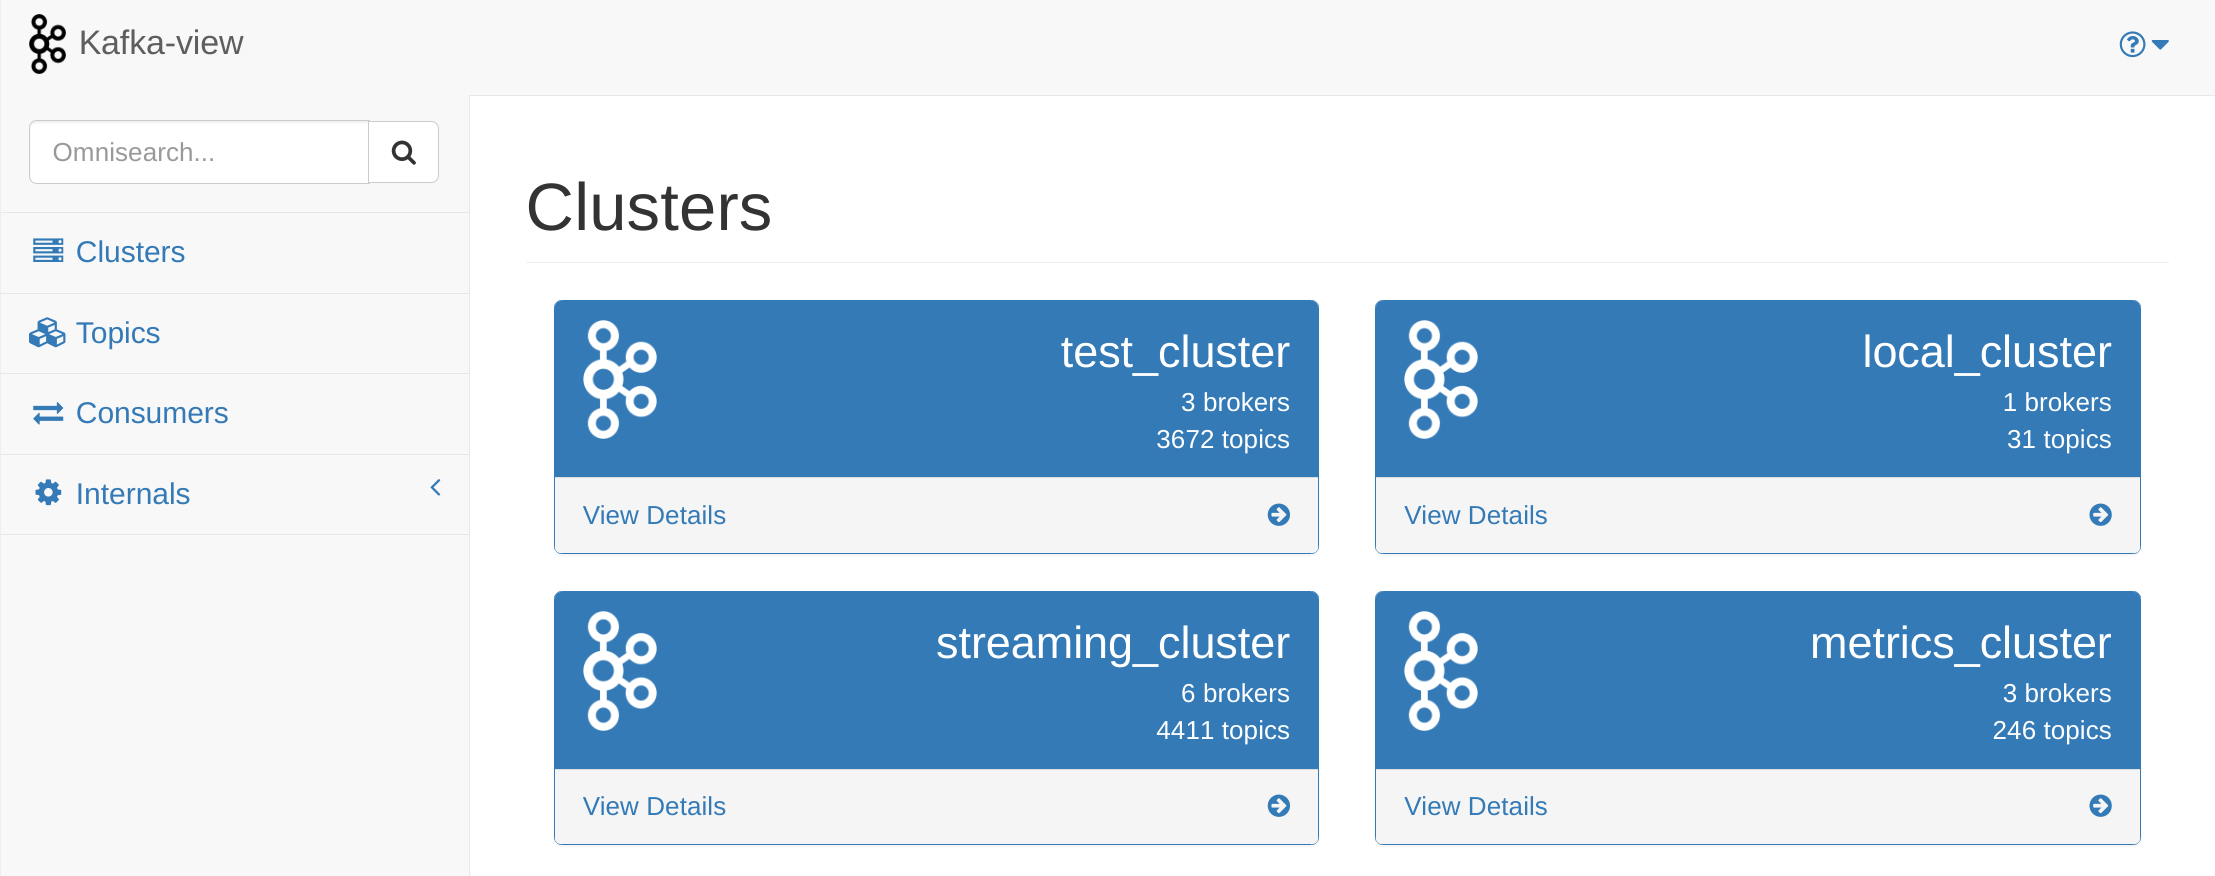 Kafka-view
Omnisearch...
Clusters
Topics
Consumers
Internals
Clusters
test_cluster
3 brokers
3672 topics
View Details
local_cluster
1 brokers
31 topics
View Details
streaming_cluster
6 brokers
4411 topics
View Details
metrics_cluster
3 brokers
246 topics
View Details